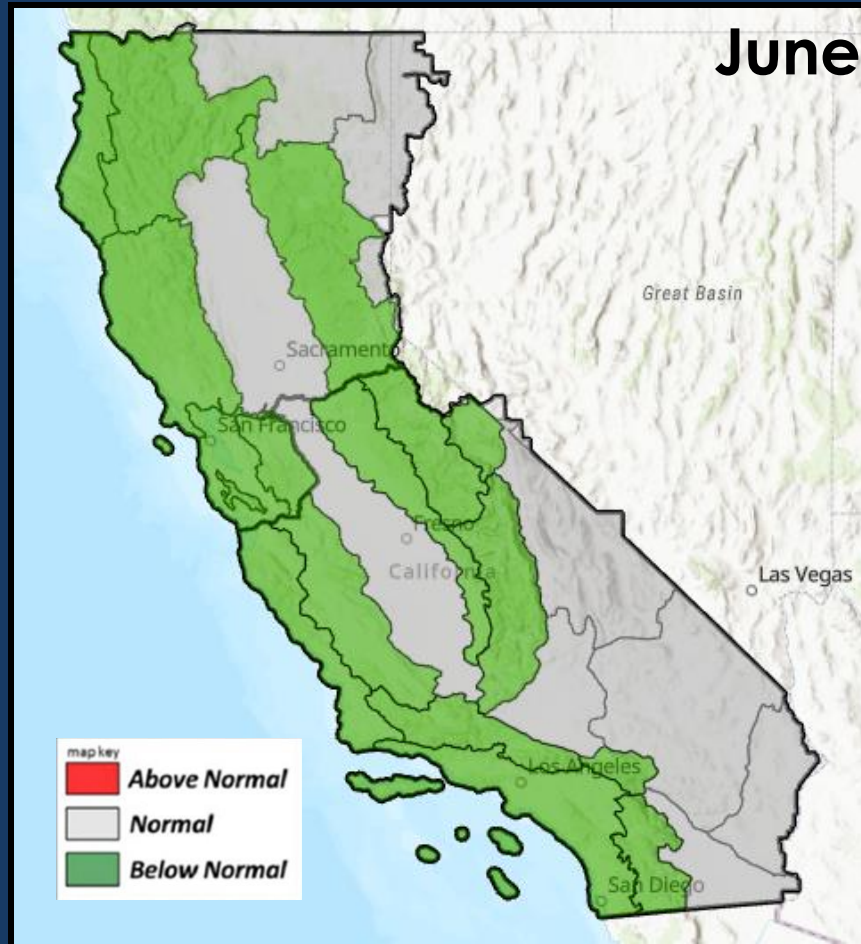 June
Great Basin
Sacramento
San Francisco
Fresno
California
Las Vegas
map key
Above Normal
Normal
Below Normal
Los Angeles
San Diego